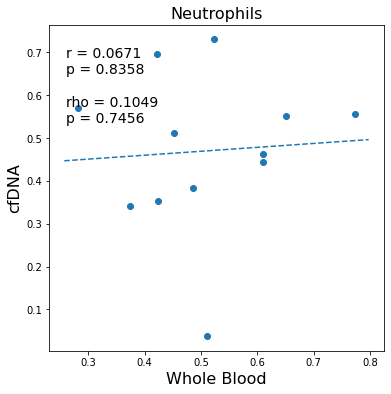 Neutrophils
r = 0.0671
p = 0.8358
rho = 0.1049
p = 0.7456
0.7
0.6
0.5
0.4
0.3
0.2
0.1
cfDNA
0.3 0.4 0.5 0.6 0.7 0.8
Whole Blood